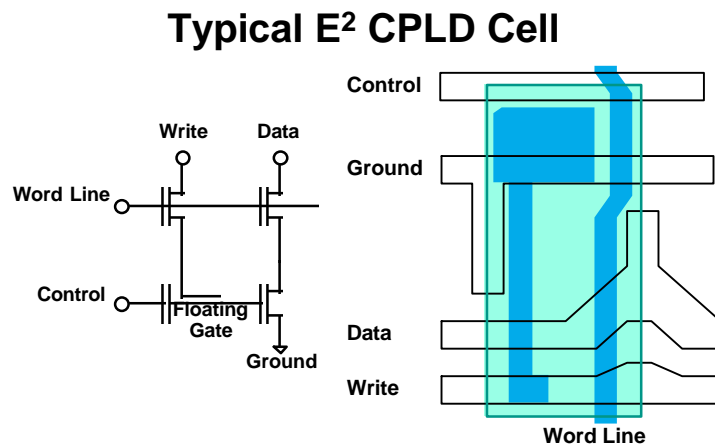 Typical E² CPLD Cell
Write
Data
Word Line
Control
Floating
Gate
Ground
Control
Ground
Data
Write
Word Line